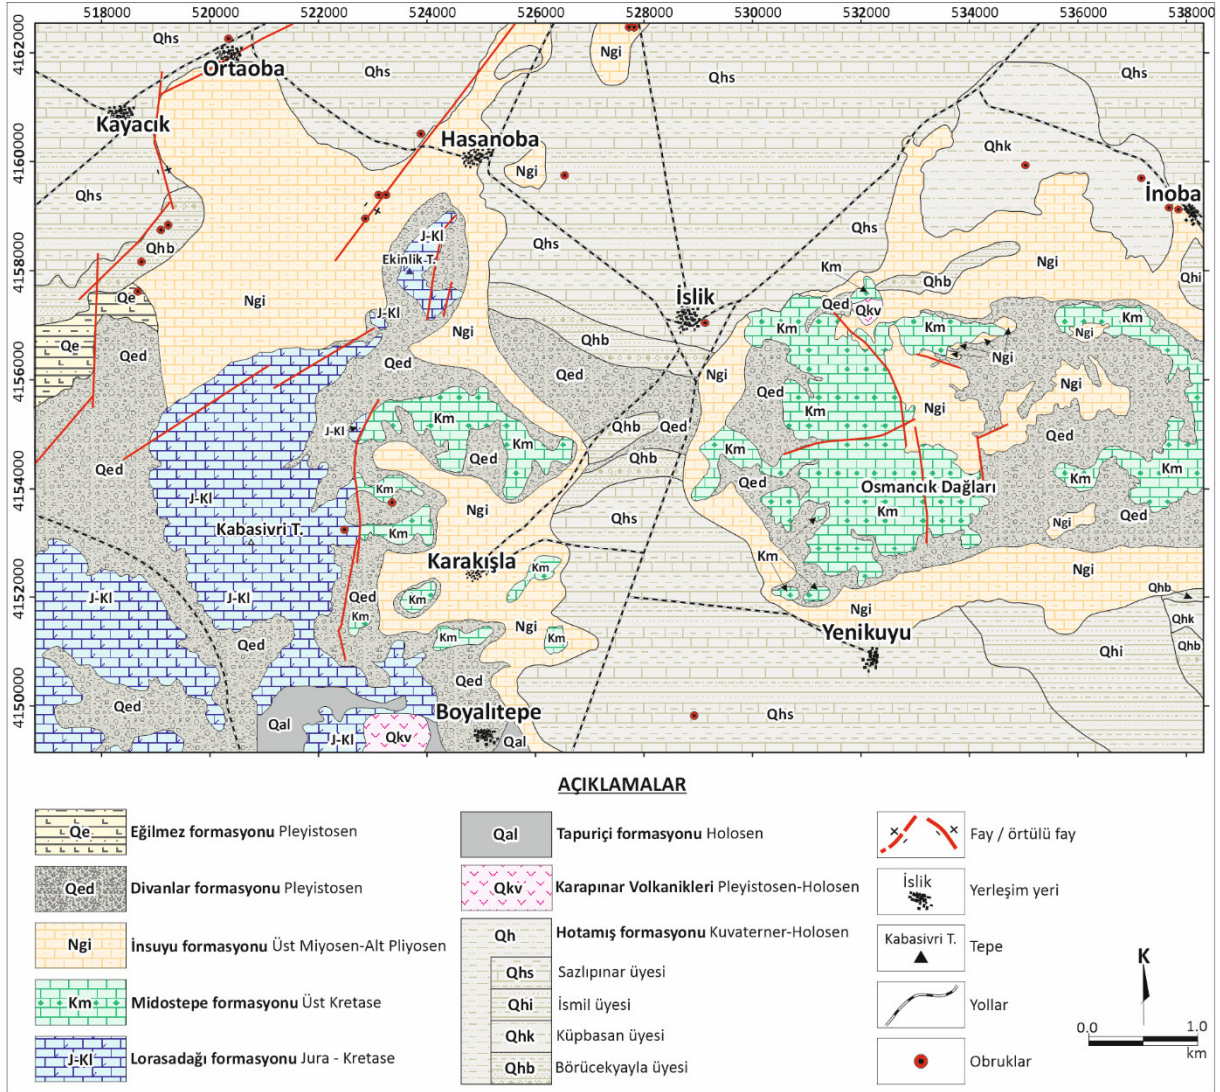 518000 520000 522000 524000 526000 528000 530000 532000 534000 536000 538000
4162000
4160000
4158000
4156000
4154000
4152000
4150000
Qhs
Ngi
Qhs
Qhs
Qhs
Ortaoba
Kayacık
Hasanoba
Qhk
Ngi
İnoba
Qhs
Qhs
J-Kl
Qhb
Qhs
Ngi
Ekinlik T.
Km
Qhb
Qhi
Qe
Ngi
J-Kl
İslik
Qed
Qkv
Km
Km
Km
Ngi
Ngi
Qe
Qed
Ngi
Qhb
Qed
Qed
Ngi
Qed
Ngi
Km
Km
Km
Ngi
J-Kl
Qhb
Qed
Qed
Qed
Qed
Qhb
Km
Km
Km
J-Kl
Km
Qed
Osmancık Dağları
Kabasivri T.
Ngi
Qhs
Km
Qed
Km
Ngi
Karakışla
Km
Km
Ngi
J-Kl
J-Kl
Qed
Km
Qhb
Km
Ngi
Qhk
Qed
Km
Ngi
Km
Yenikuyu
Qhi
Qhb
Qed
Qed
Qal
Boyalıtepe
Qhs
J-Kl
Qkv
Qal
AÇIKLAMALAR
Qe Eğilmez formasyonu Pleyistosen
Qed Divanlar formasyonu Pleyistosen
Ngi İnsuyu formasyonu Üst Miyosen-Alt Pliyosen
Km Midostepe formasyonu Üst Kretase
J-Kl Lorasadağı formasyonu Jura - Kretase
Qal Tapuriçi formasyonu Holosen
Qkv Karapınar Volkanikleri Pleyistosen-Holosen
Qh Hotamış formasyonu Kuvaterner-Holosen
Qhs Sazlıpınar üyesi
Qhi İsmil üyesi
Qhk Küpbasan üyesi
Qhb Börücekyayla üyesi
Fay / örtülü fay
İslik Yerleşim yeri
Kabasivri T. Tepe
Yollar
Obruklar
K
0.0 1.0
km